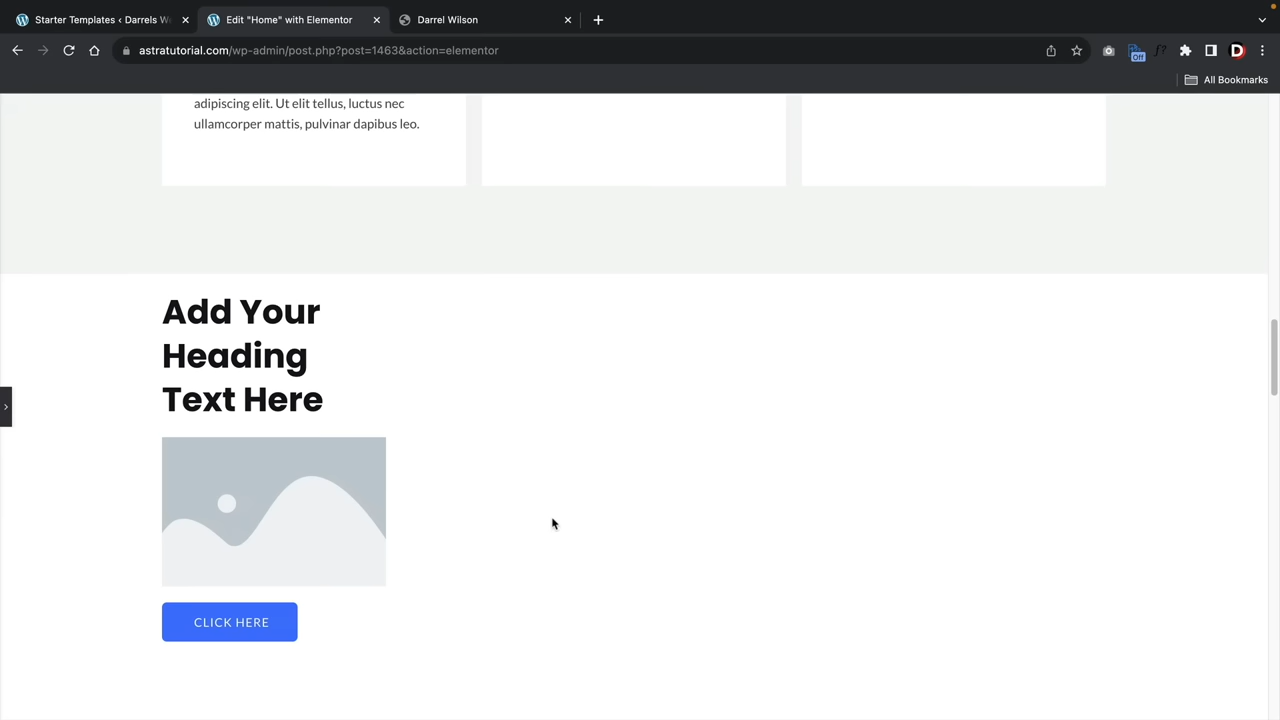 Starter Templates ‹ Darrels W
Edit "Home" with Elementor
Darrel Wilson
astratutorial.com/wp-admin/post.php?post=1463&action=elementor
Off
f?
D
All Bookmarks
adipiscing elit. Ut elit tellus, luctus nec
ullamcorper mattis, pulvinar dapibus leo.
Add Your
Heading
Text Here
CLICK HERE